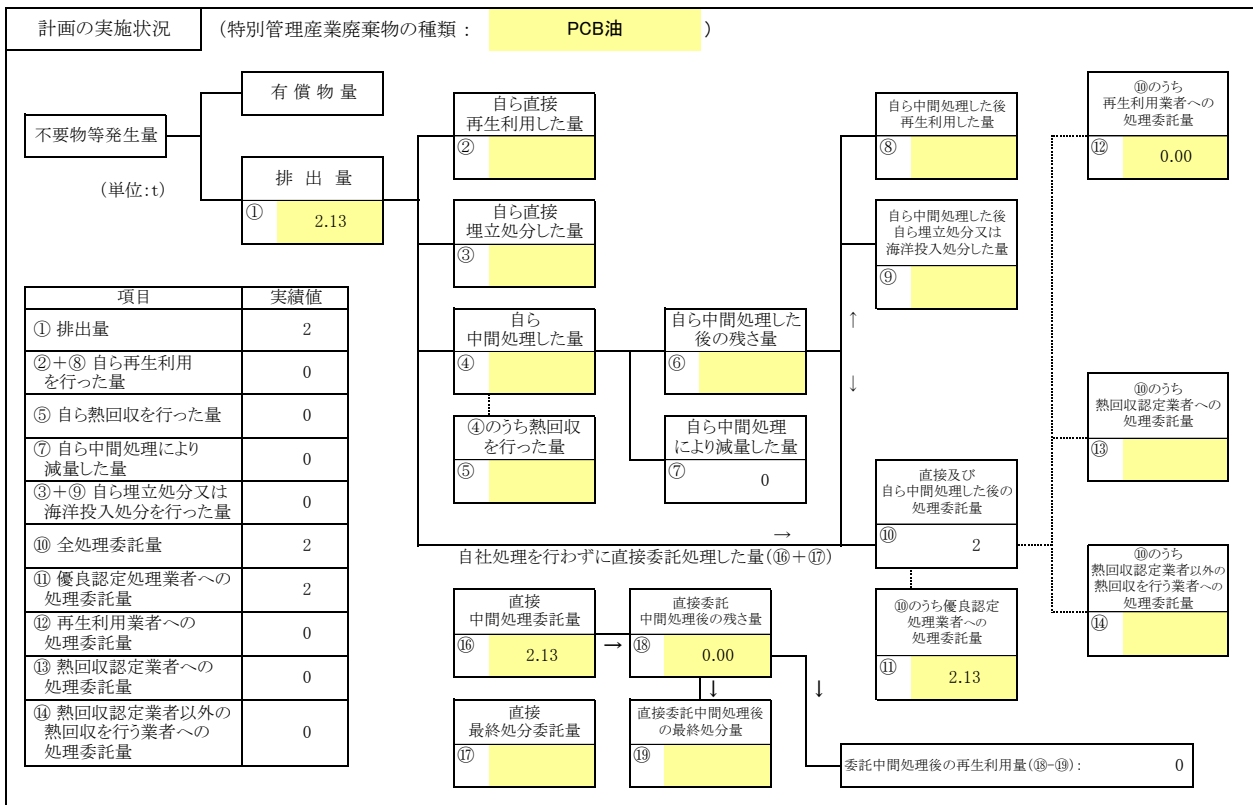 計画の実施状況
(特別管理産業廃棄物の種類： PCB油 )
不要物等発生量
(単位:t)
有 償 物 量
排 出 量
① 2.13
自ら直接
再生利用した量
②
自ら直接
埋立処分した量
③
自ら
中間処理した量
④
④のうち熱回収
を行った量
⑤
自ら中間処理した
後の残さ量
⑥
自ら中間処理
により減量した量
⑦ 0
自ら中間処理した後
再生利用した量
⑧
自ら中間処理した後
自ら埋立処分又は
海洋投入処分した量
⑨
↑
↓
直接及び
自ら中間処理した後の
処理委託量
⑩ 2
⑩のうち優良認定
処理業者への
処理委託量
⑪ 2.13
⑩のうち
再生利用業者への
処理委託量
⑫ 0.00
⑩のうち
熱回収認定業者への
処理委託量
⑬
⑩のうち
熱回収認定業者以外の
熱回収を行う業者への
処理委託量
⑭
→
自社処理を行わずに直接委託処理した量(⑯＋⑰)
直接
中間処理委託量
⑯ 2.13
→
直接委託
中間処理後の残さ量
⑱ 0.00
↓
↓
直接
最終処分委託量
⑰
直接委託中間処理後
の最終処分量
⑲
委託中間処理後の再生利用量(⑱-⑲)： 0
項目 実績値
① 排出量 2
②＋⑧ 自ら再生利用
を行った量 0
⑤ 自ら熱回収を行った量 0
⑦ 自ら中間処理により
減量した量 0
③＋⑨ 自ら埋立処分又は
海洋投入処分を行った量 0
⑩ 全処理委託量 2
⑪ 優良認定処理業者への
処理委託量 2
⑫ 再生利用業者への
処理委託量 0
⑬ 熱回収認定業者への
処理委託量 0
⑭ 熱回収認定業者以外の
熱回収を行う業者への
処理委託量 0